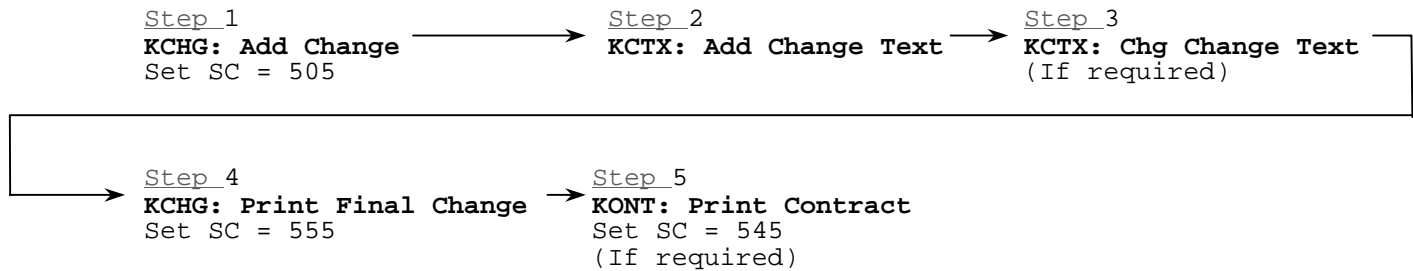 Step 1
KCHG: Add Change
Set SC = 505
Step 2
KCTX: Add Change Text
Step 3
KCTX: Chg Change Text
(If required)
Step 4
KCHG: Print Final Change
Set SC = 555
Step 5
KONT: Print Contract
Set SC = 545
(If required)